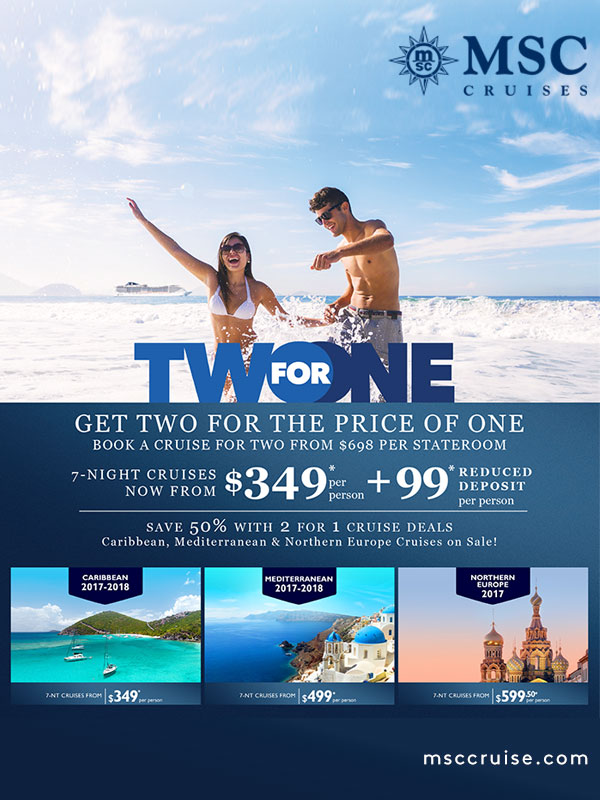 msc
MSC
CRUISES
TWO FOR ONE
GET TWO FOR THE PRICE OF ONE
BOOK A CRUISE FOR TWO FROM $698 PER STATEROOM
7-NIGHT CRUISES
NOW FROM
$349* per person + 99* REDUCED DEPOSIT per person
SAVE 50% WITH 2 FOR 1 CRUISE DEALS
Caribbean, Mediterranean & Northern Europe Cruises on Sale!
CARIBBEAN
2017-2018
7-NT CRUISES FROM $349* per person
MEDITERRANEAN
2017-2018
7-NT CRUISES FROM $499* per person
NORTHERN
EUROPE
2017
7-NT CRUISES FROM $599.50* per person
msccruise.com